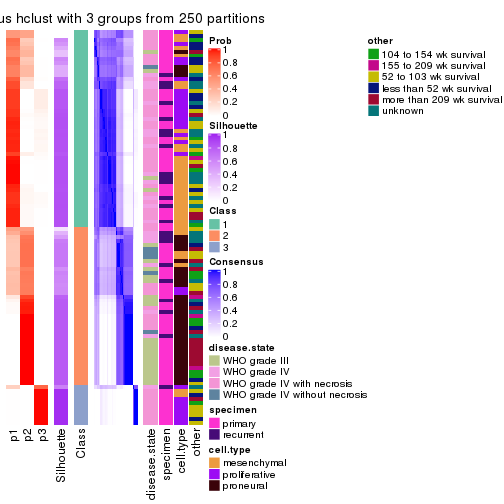 us hclust with 3 groups from 250 partitions
Prob
1
0.8
0.6
0.4
0.2
0
Silhouette
1
0.8
0.6
0.4
0.2
0
Class
1
2
3
Consensus
1
0.8
0.6
0.4
0.2
0
disease.state
WHO grade III
WHO grade IV
WHO grade IV with necrosis
WHO grade IV without necrosis
specimen
primary
recurrent
cell.type
mesenchymal
proliferative
proneural
other
104 to 154 wk survival
155 to 209 wk survival
52 to 103 wk survival
less than 52 wk survival
more than 209 wk survival
unknown
p1
p2
p3
Silhouette
Class
disease.state
specimen
cell.type
other